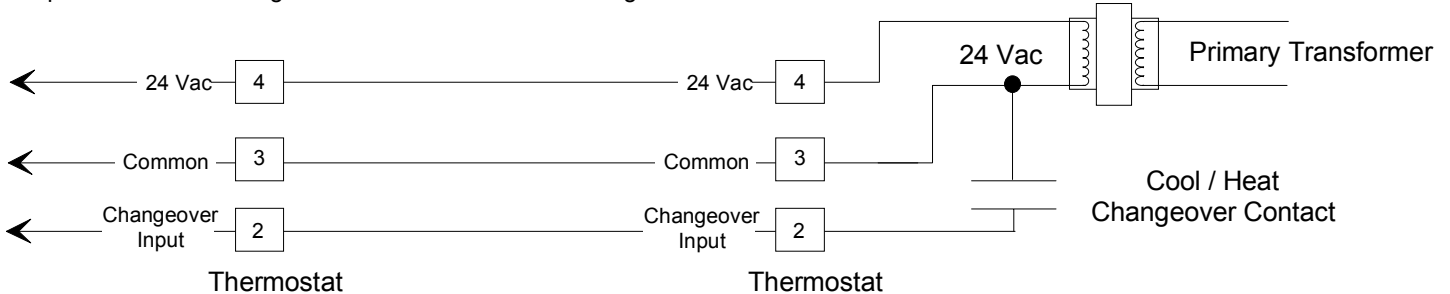 24 Vac
Primary Transformer
24 Vac 4
24 Vac 4
Common 3
Common 3
Cool / Heat
Changeover Contact
Changeover
Input 2
Changeover
Input 2
Thermostat
Thermostat